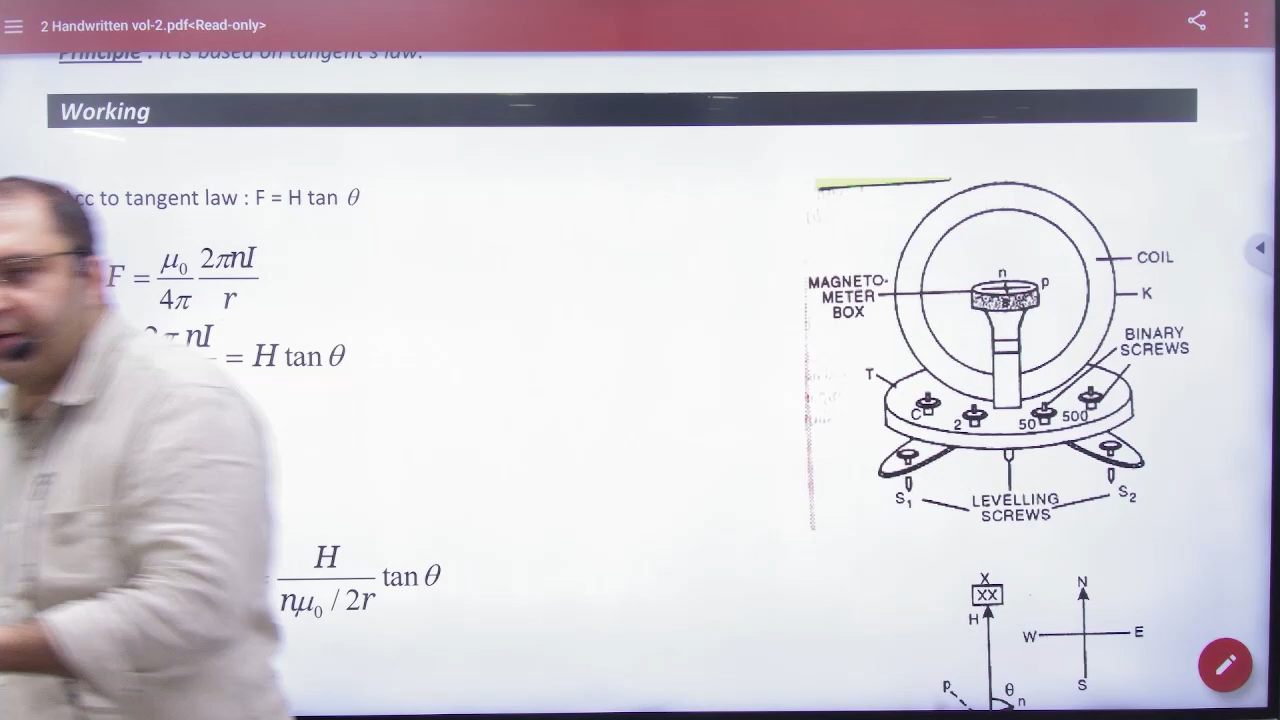 2 Handwritten vol-2.pdf<Read-only>
Principle : It is based on tangent's law.
Working
to tangent law : F = H tan θ
F = μ₀/4π 2πnI/r
nI = H tan θ
H/(nμ₀ / 2r) tan θ
COIL
K
MAGNETO-
METER
BOX
n
P
BINARY
SCREWS
T
C
2
50
500
S₁
LEVELLING
SCREWS
S₂
X
XX
H
N
W
E
S
P
θ
n